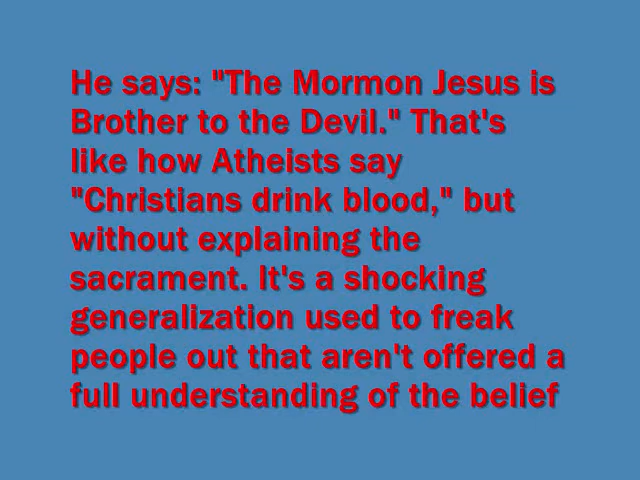 He says: "The Mormon Jesus is
Brother to the Devil." That's
like how Atheists say
"Christians drink blood," but
without explaining the
sacrament. It's a shocking
generalization used to freak
people out that aren't offered a
full understanding of the belief